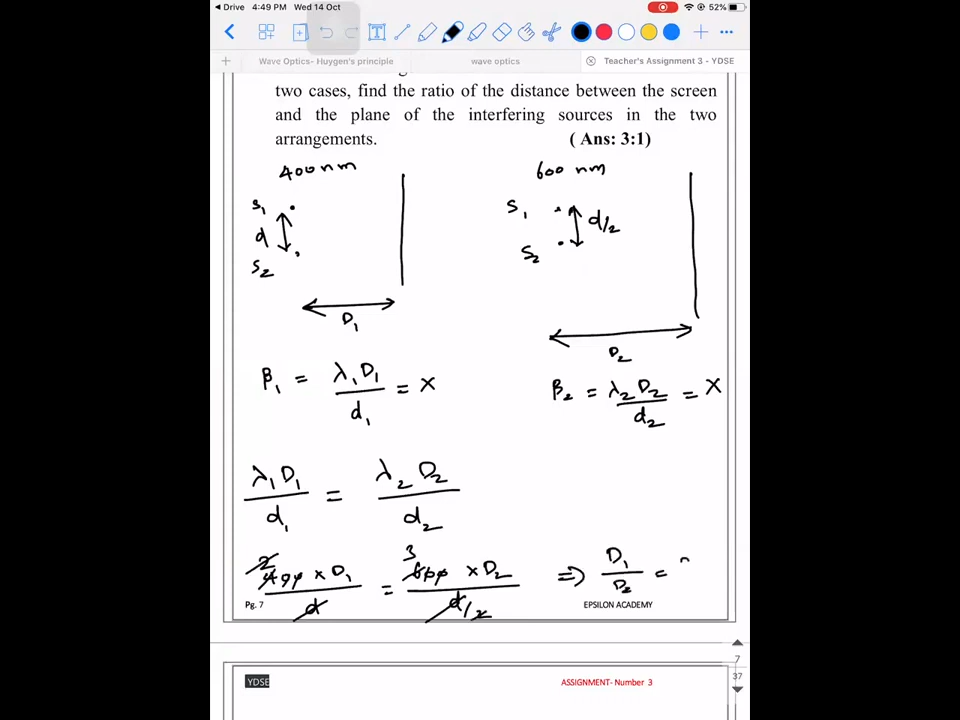 Drive 4:49 PM Wed 14 Oct 52%
Wave Optics- Huygen's principle wave optics Teacher's Assignment 3 - YDSE
two cases, find the ratio of the distance between the screen
and the plane of the interfering sources in the two
arrangements. ( Ans: 3:1)
400 nm 600 nm
S₁ S₁
d d/2
S₂ S₂
D₁ D₂
β₁ = λ₁D₁/d₁ = X β₂ = λ₂D₂/d₂ = X
λ₁D₁/d₁ = λ₂D₂/d₂
2 400 × D₁/d = 3 600 × D₂/d/2 ⇒ D₁/D₂ =
Pg. 7 EPSILON ACADEMY
7
37
YDSE ASSIGNMENT- Number 3